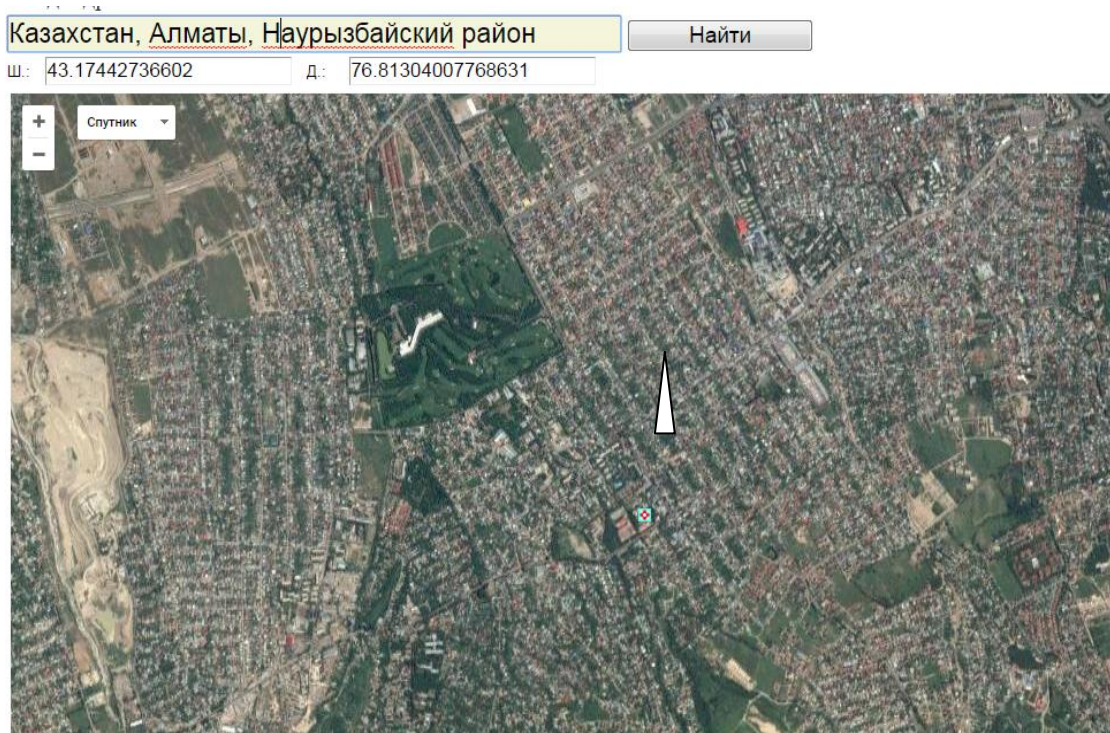 Казахстан, Алматы, Наурызбайский район
Найти
Ш.: 43.17442736602 Д.: 76.81304007768631
+ Спутник
−